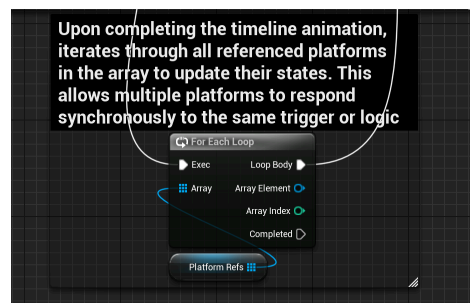 Upon completing the timeline animation,
iterates through all referenced platforms
in the array to update their states. This
allows multiple platforms to respond
synchronously to the same trigger or logic
For Each Loop
Exec Loop Body
Array Array Element
Array Index
Completed
Platform Refs